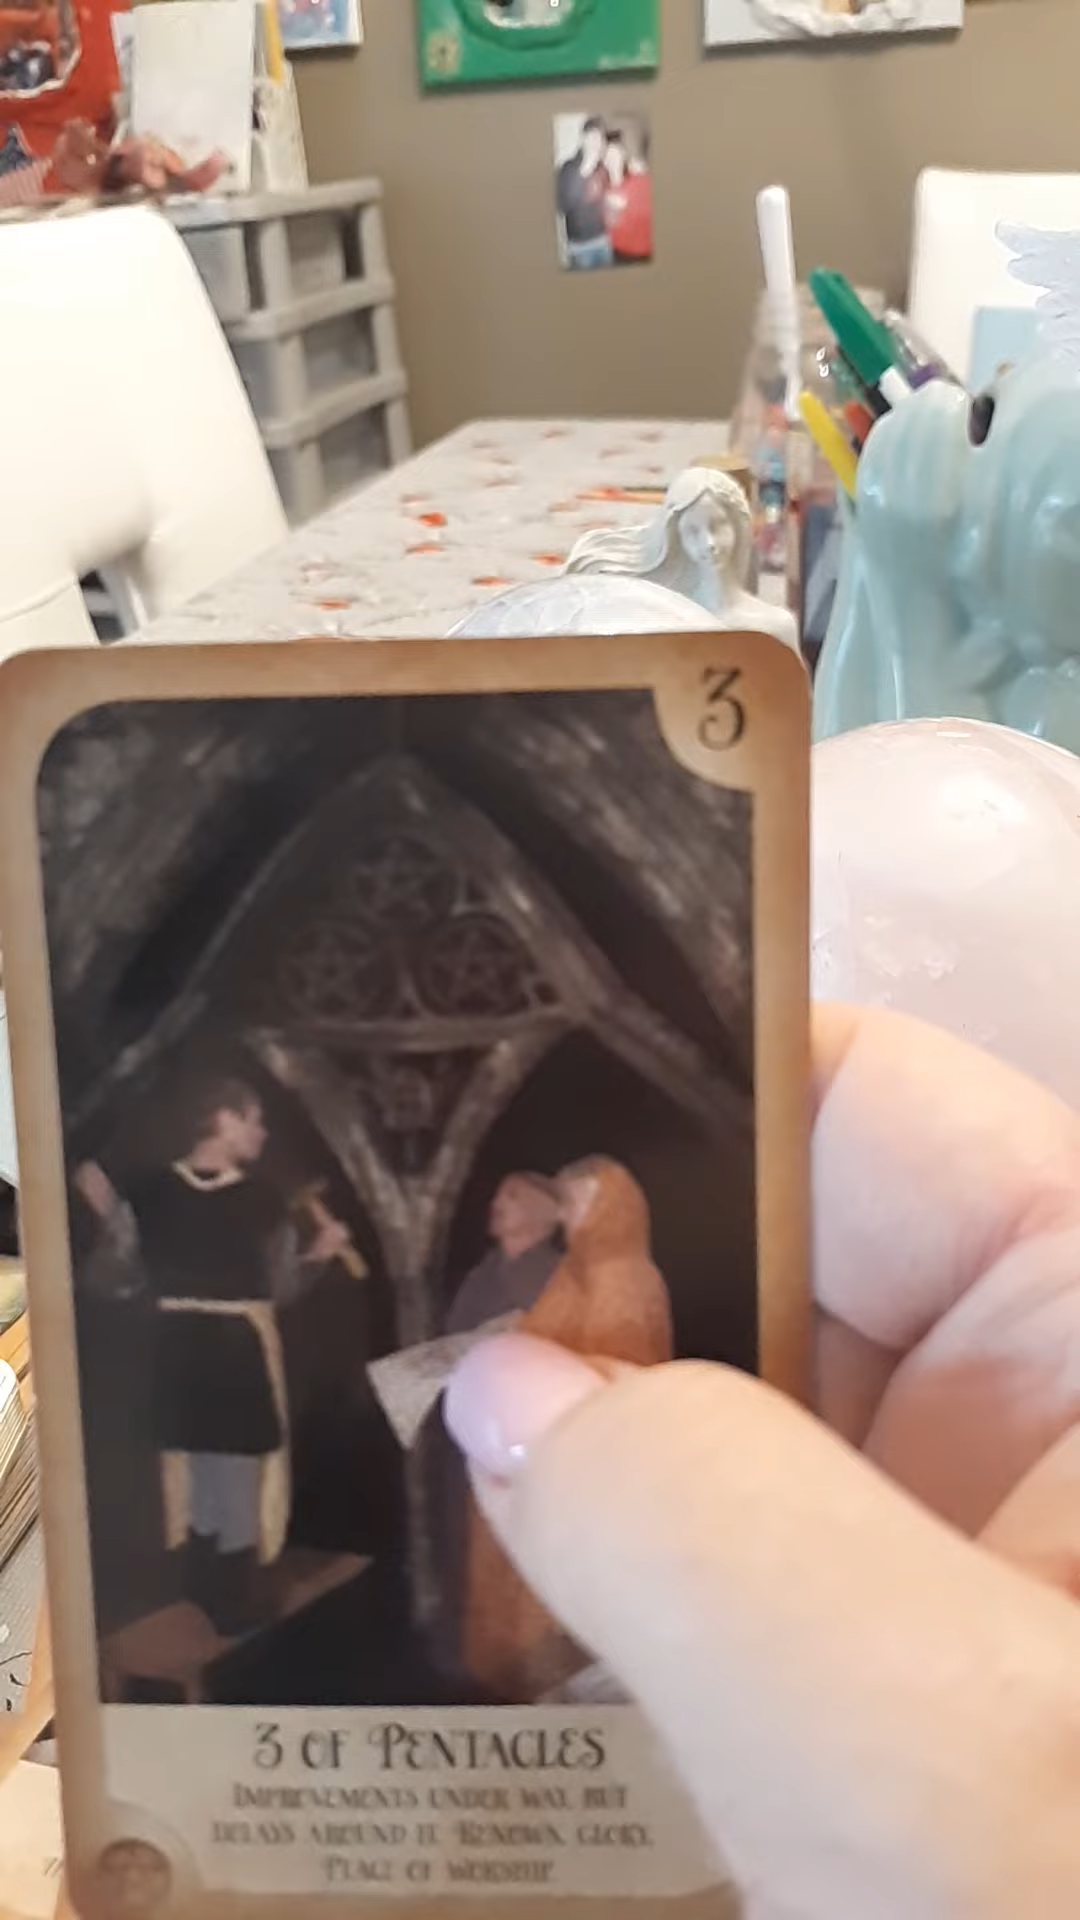 3
3 OF PENTACLES
IMPROVEMENTS UNDER WAY, BUT
DELAYS AROUND IT. RENOWN, GLORY,
PLACE OF WORSHIP.